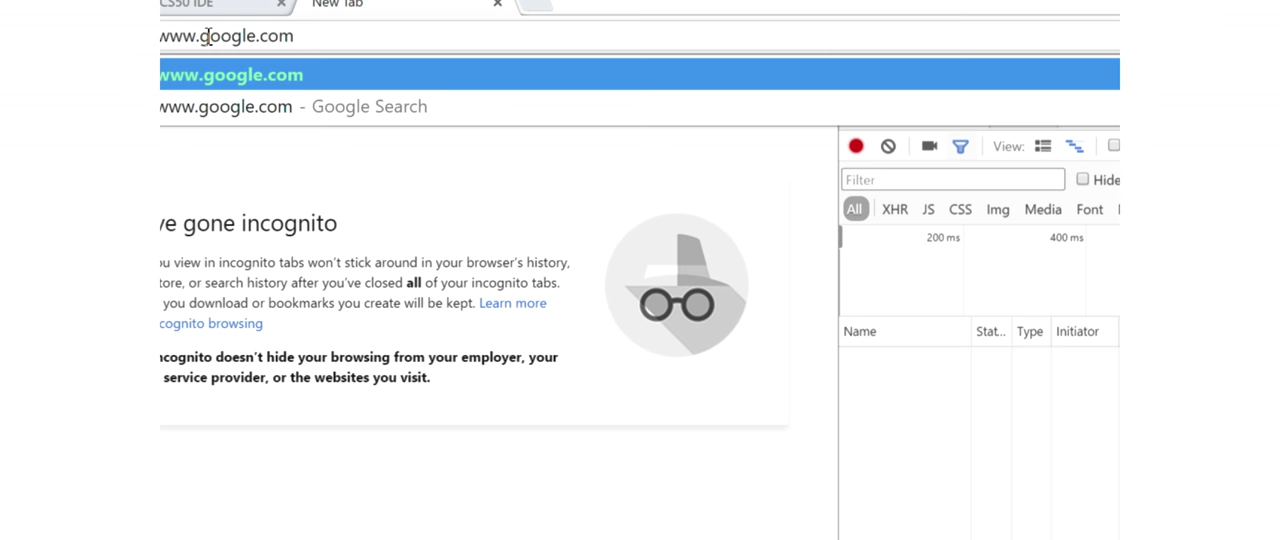 CS50 IDE New Tab
www.google.com
www.google.com
www.google.com - Google Search
View:
Filter Hide
All XHR JS CSS Img Media Font
200 ms 400 ms
ve gone incognito
ou view in incognito tabs won't stick around in your browser's history,
tore, or search history after you've closed all of your incognito tabs.
you download or bookmarks you create will be kept. Learn more
cognito browsing
ncognito doesn't hide your browsing from your employer, your
service provider, or the websites you visit.
Name Stat... Type Initiator